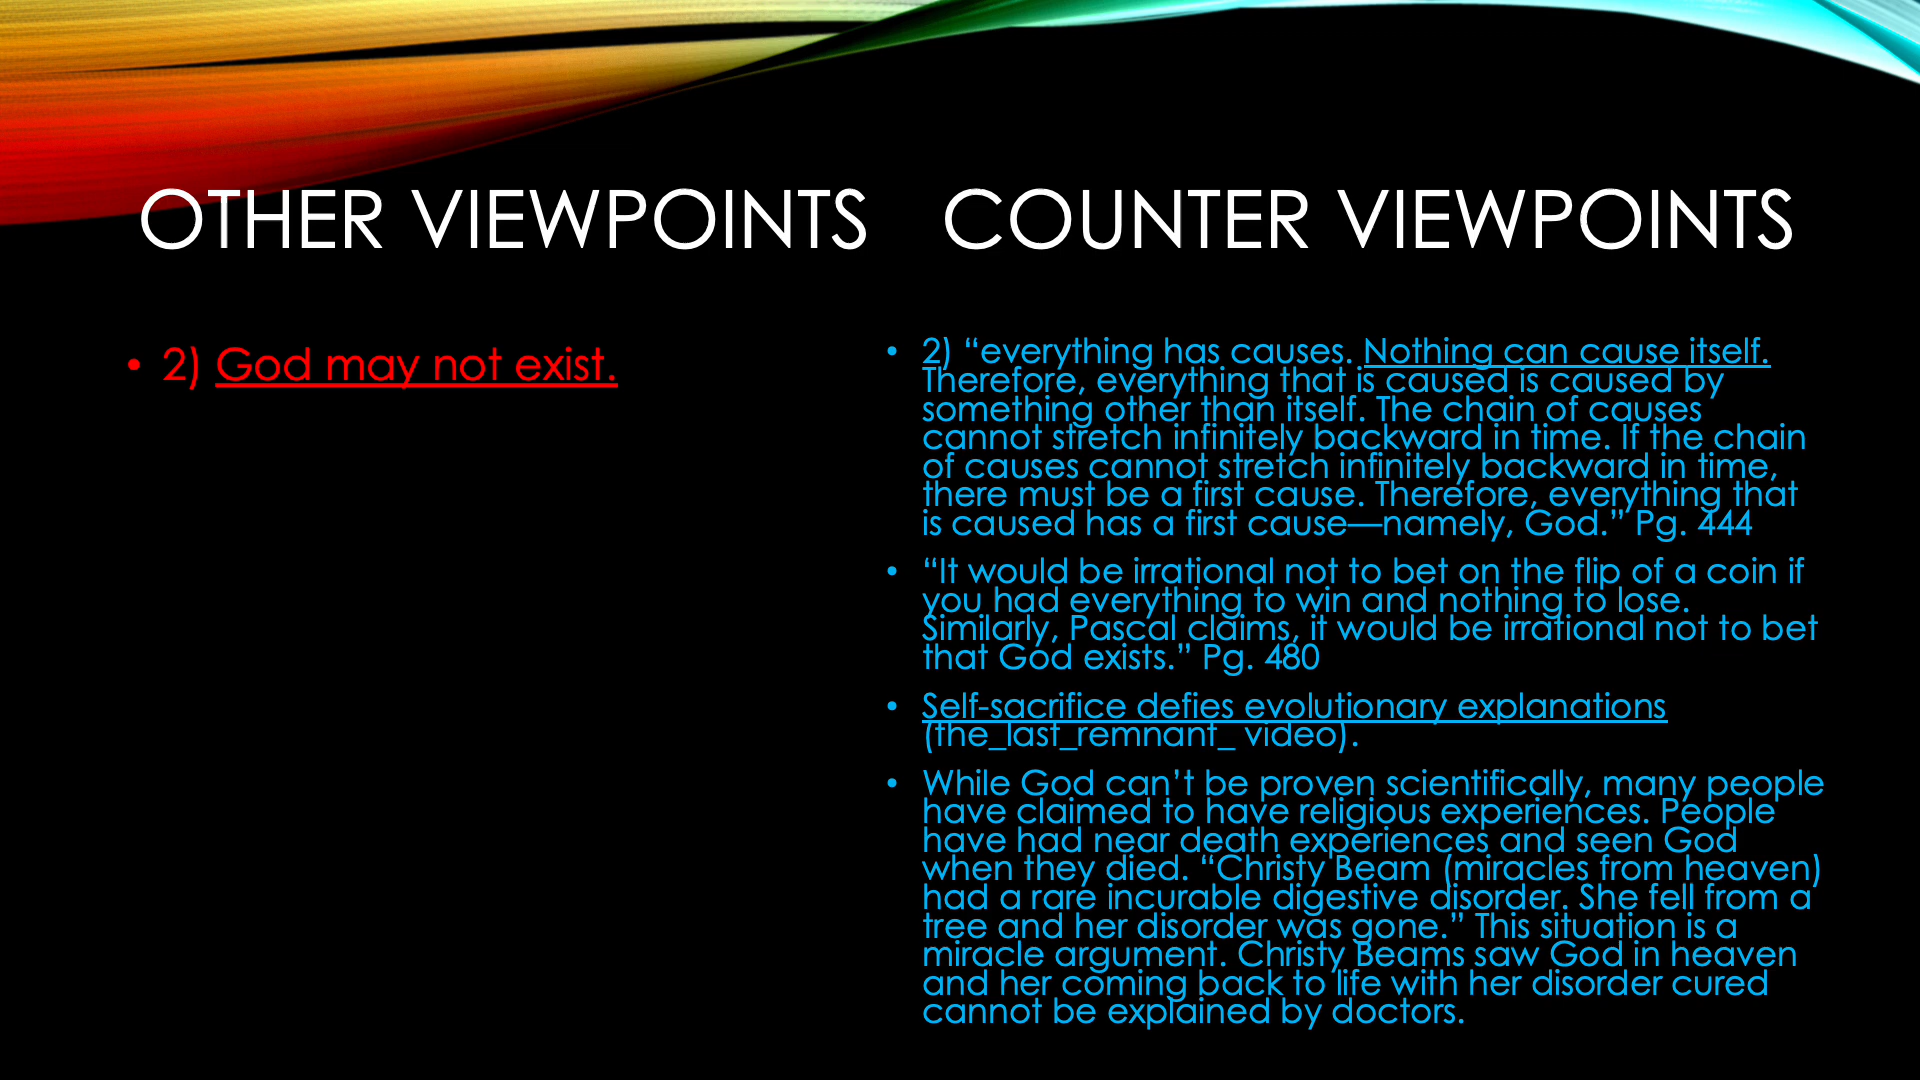 OTHER VIEWPOINTS COUNTER VIEWPOINTS
• 2) God may not exist.
• 2) “everything has causes. Nothing can cause itself.
Therefore, everything that is caused is caused by
something other than itself. The chain of causes
cannot stretch infinitely backward in time. If the chain
of causes cannot stretch infinitely backward in time,
there must be a first cause. Therefore, everything that
is caused has a first cause—namely, God.” Pg. 444
• “It would be irrational not to bet on the flip of a coin if
you had everything to win and nothing to lose.
Similarly, Pascal claims, it would be irrational not to bet
that God exists.” Pg. 480
• Self-sacrifice defies evolutionary explanations
(the_last_remnant_ video).
• While God can’t be proven scientifically, many people
have claimed to have religious experiences. People
have had near death experiences and seen God
when they died. “Christy Beam (miracles from heaven)
had a rare incurable digestive disorder. She fell from a
tree and her disorder was gone.” This situation is a
miracle argument. Christy Beams saw God in heaven
and her coming back to life with her disorder cured
cannot be explained by doctors.